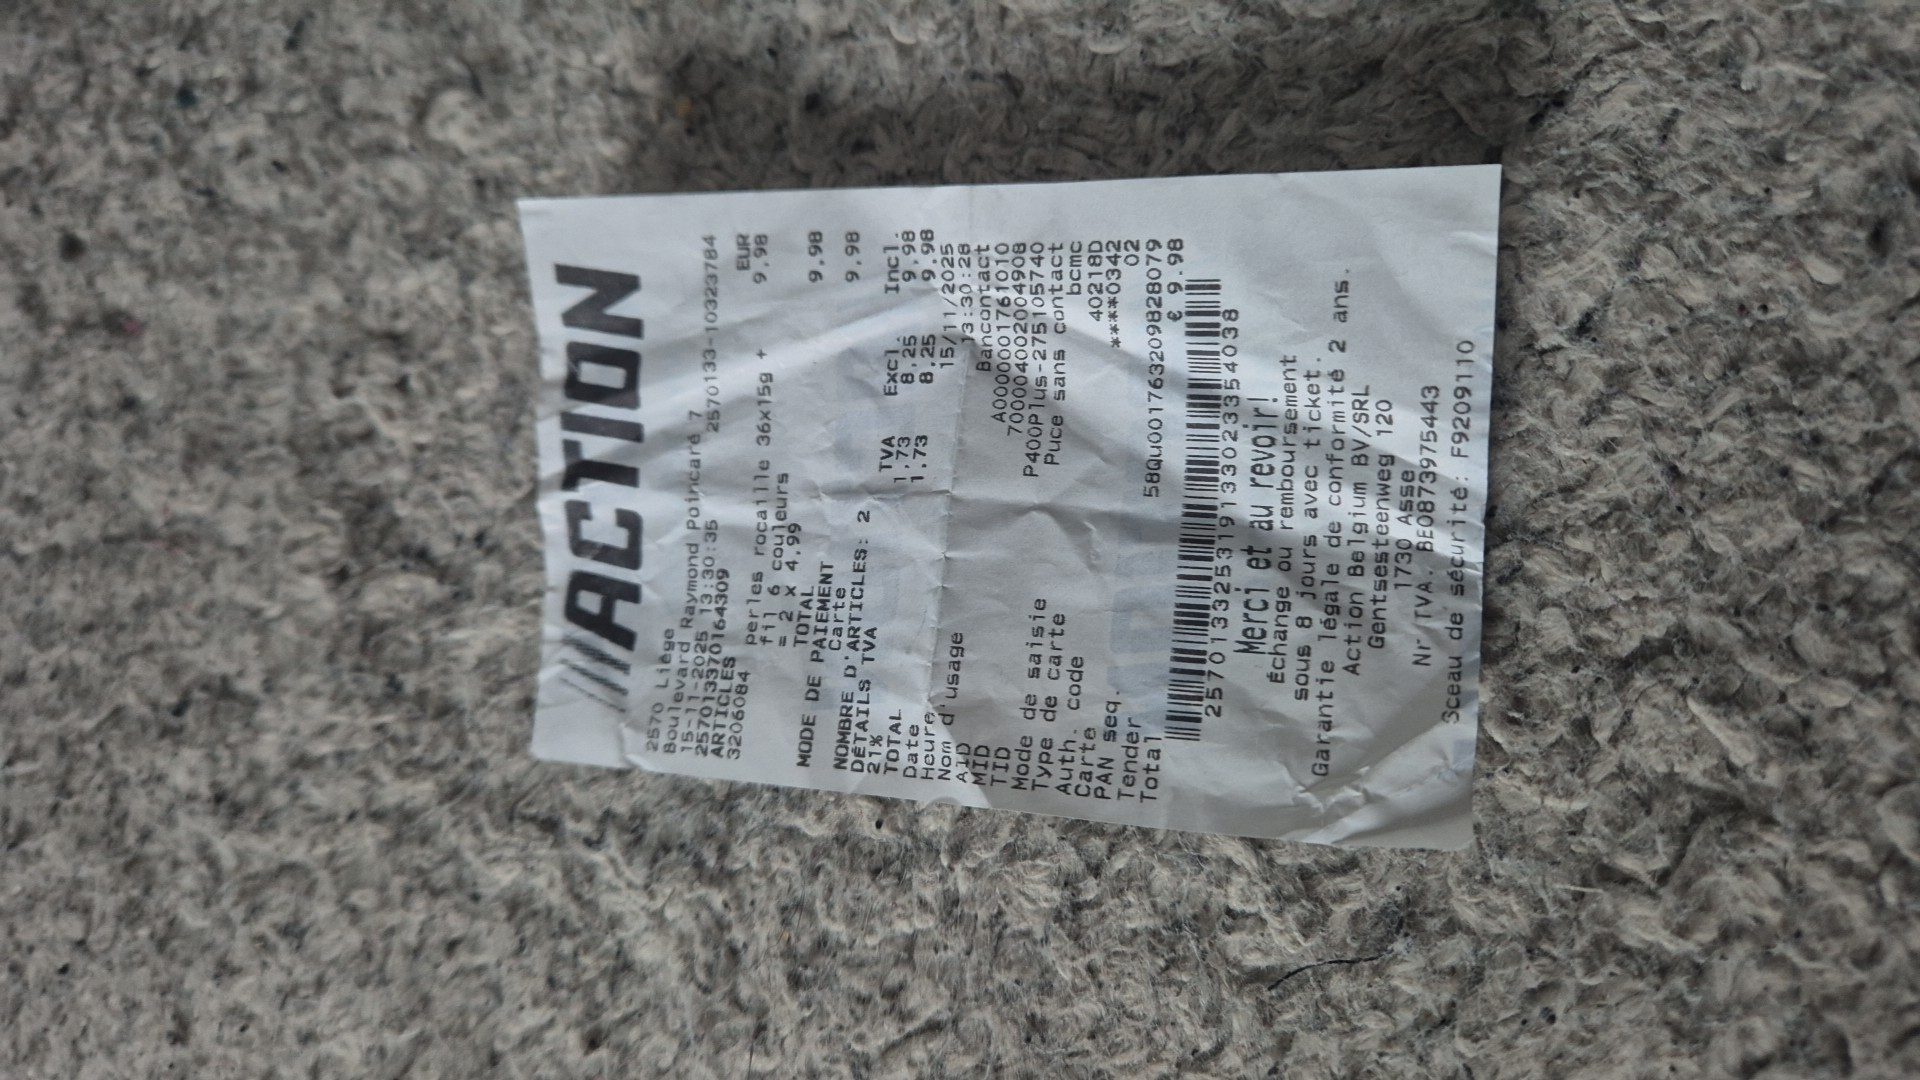 ACTION
2570 Liège
Boulevard Raymond Poincaré 7
15-11-2025 13:30:35 2570133-10323784
257013370164309
ARTICLES EUR
3206084 9,98
perles rocaille 36x15g +
fil 6 couleurs
= 2 x 4,99
TOTAL 9,98
MODE DE PAIEMENT
Carte 9,98
NOMBRE D'ARTICLES: 2
DÉTAILS TVA TVA Excl. Incl.
21% 1,73 8,25 9,98
TOTAL 1,73 8,25 9,98
Date 15/11/2025
Heure 13:30:28
Nom d'usage Bancontact
AID A0000001761010
MID 700004002004908
TID P400Plus-275105740
Mode de saisie Puce sans contact
Type de carte bcmc
Auth. code 40218D
Carte ****0342
PAN seq. 02
Tender 58Qu001763209828079
Total € 9.98
257013325319133023354038
Merci et au revoir!
Échange ou remboursement
sous 8 jours avec ticket.
Garantie légale de conformité 2 ans.
Action Belgium BV/SRL
Gentsesteenweg 120
1730 Asse
Nr TVA. BE0873975443
Sceau de sécurité: F9209110